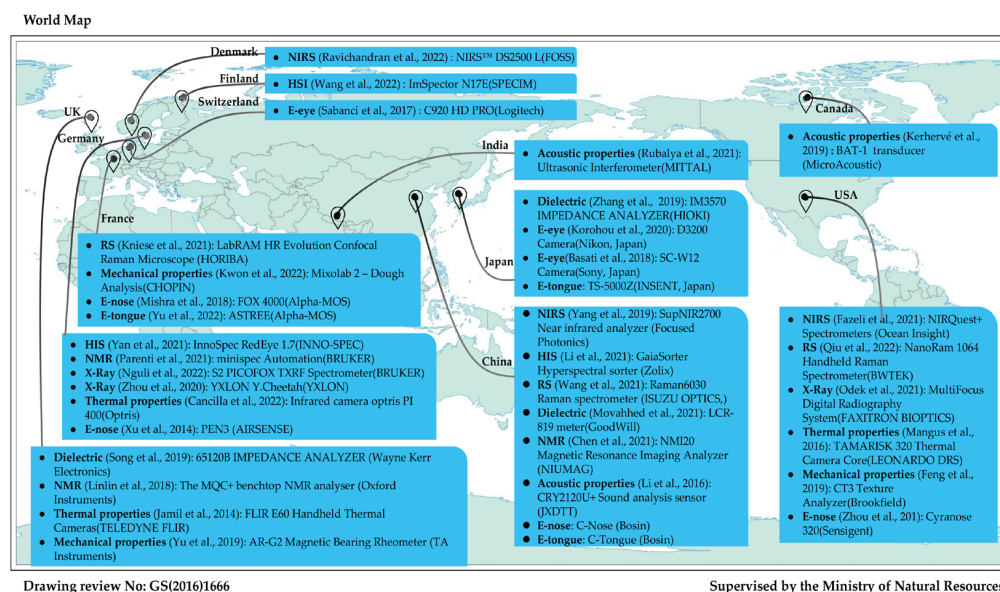 World Map
Denmark
● NIRS (Ravichandran et al., 2022) : NIRS™ DS2500 L(FOSS)
Finland
● HSI (Wang et al., 2022) : ImSpector N17E(SPECIM)
Switzerland
● E-eye (Sabanci et al., 2017) : C920 HD PRO(Logitech)
UK
Germany
Canada
● Acoustic properties (Kerhervé et al., 2019) : BAT-1 transducer
(MicroAcoustic)
India
● Acoustic properties (Rubalya et al., 2021):
Ultrasonic Interferometer(MITTAL)
USA
Japan
● Dielectric (Zhang et al., 2019): IM3570
IMPEDANCE ANALYZER(HIOKI)
● E-eye (Korohou et al., 2020): D3200
Camera(Nikon, Japan)
● E-eye(Basati et al., 2018): SC-W12
Camera(Sony, Japan)
● E-tongue: TS-5000Z(INSENT, Japan)
France
● RS (Kniese et al., 2021): LabRAM HR Evolution Confocal
Raman Microscope (HORIBA)
● Mechanical properties (Kwon et al., 2022): Mixolab 2 – Dough
Analysis(CHOPIN)
● E-nose (Mishra et al., 2018): FOX 4000(Alpha-MOS)
● E-tongue (Yu et al., 2022): ASTREE(Alpha-MOS)
● HIS (Yan et al., 2021): InnoSpec RedEye 1.7(INNO-SPEC)
● NMR (Parenti et al., 2021): minispec Automation(BRUKER)
● X-Ray (Nguli et al., 2022): S2 PICOFOX TXRF Spectrometer(BRUKER)
● X-Ray (Zhou et al., 2020): YXLON Y.Cheetah(YXLON)
● Thermal properties (Cancilla et al., 2022): Infrared camera optris PI
400(Optris)
● E-nose (Xu et al., 2014): PEN3 (AIRSENSE)
● Dielectric (Song et al., 2019): 65120B IMPEDANCE ANALYZER (Wayne Kerr
Electronics)
● NMR (Linlin et al., 2018): The MQC+ benchtop NMR analyser (Oxford
Instruments)
● Thermal properties (Jamil et al., 2014): FLIR E60 Handheld Thermal
Cameras(TELEDYNE FLIR)
● Mechanical properties (Yu et al., 2019): AR-G2 Magnetic Bearing Rheometer (TA
Instruments)
China
● NIRS (Yang et al., 2019): SupNIR2700
Near infrared analyzer (Focused
Photonics)
● HIS (Li et al., 2021): GaiaSorter
Hyperspectral sorter (Zolix)
● RS (Wang et al., 2021): Raman6030
Raman spectrometer (ISUZU OPTICS,)
● Dielectric (Movahhed et al., 2021): LCR-
819 meter(GoodWill)
● NMR (Chen et al., 2021): NMI20
Magnetic Resonance Imaging Analyzer
(NIUMAG)
● Acoustic properties (Li et al., 2016):
CRY2120U+ Sound analysis sensor
(JXDTT)
● E-nose: C-Nose (Bosin)
● E-tongue: C-Tongue (Bosin)
● NIRS (Fazeli et al., 2021): NIRQuest+
Spectrometers (Ocean Insight)
● RS (Qiu et al., 2022): NanoRam 1064
Handheld Raman
Spectrometer(BWTEK)
● X-Ray (Odek et al., 2021): MultiFocus
Digital Radiography
System(FAXITRON BIOPTICS)
● Thermal properties (Mangus et al.,
2016): TAMARISK 320 Thermal
Camera Core(LEONARDO DRS)
● Mechanical properties (Feng et al.,
2019): CT3 Texture
Analyzer(Brookfield)
● E-nose (Zhou et al., 201): Cyranose
320(Sensigent)
Drawing review No: GS(2016)1666
Supervised by the Ministry of Natural Resources